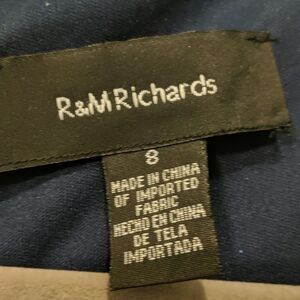 R&M Richards
8
MADE IN CHINA
OF IMPORTED
FABRIC
HECHO EN CHINA
DE TELA
IMPORTADA